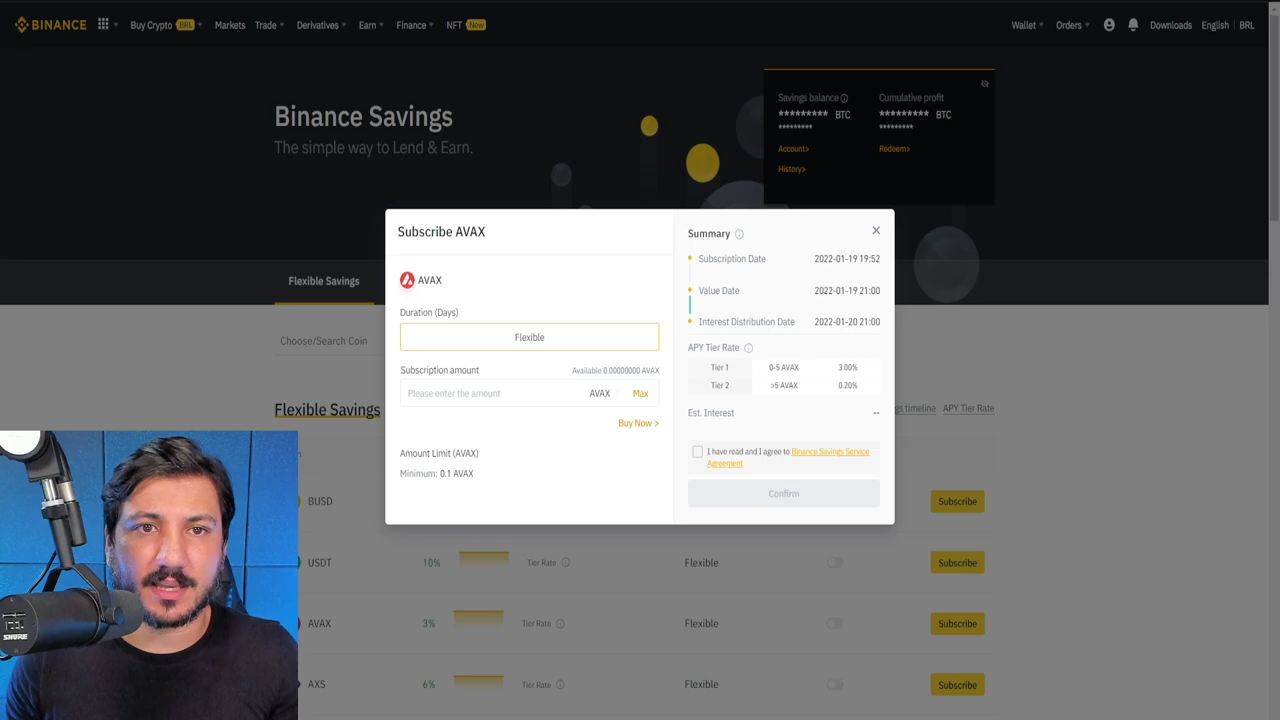 BINANCE
Buy Crypto BRL
Markets
Trade
Derivatives
Earn
Finance
NFT New
Wallet
Orders
Downloads
English | BRL
Binance Savings
The simple way to Lend & Earn.
Savings balance
Cumulative profit
********* BTC
********* BTC
*********
*********
Account>
Redeem>
History>
Flexible Savings
Choose/Search Coin
Flexible Savings
gs timeline
APY Tier Rate
Subscribe AVAX
AVAX
Duration (Days)
Flexible
Subscription amount
Available 0.00000000 AVAX
Please enter the amount
AVAX
Max
Buy Now >
Amount Limit (AVAX)
Minimum: 0.1 AVAX
Summary
Subscription Date 2022-01-19 19:52
Value Date 2022-01-19 21:00
Interest Distribution Date 2022-01-20 21:00
APY Tier Rate
Tier 1 0-5 AVAX 3.00%
Tier 2 >5 AVAX 0.20%
Est. Interest --
I have read and I agree to Binance Savings Service
Agreement
Confirm
BUSD Subscribe
USDT 10% Tier Rate Flexible Subscribe
AVAX 3% Tier Rate Flexible Subscribe
AXS 6% Tier Rate Flexible Subscribe
SHURE